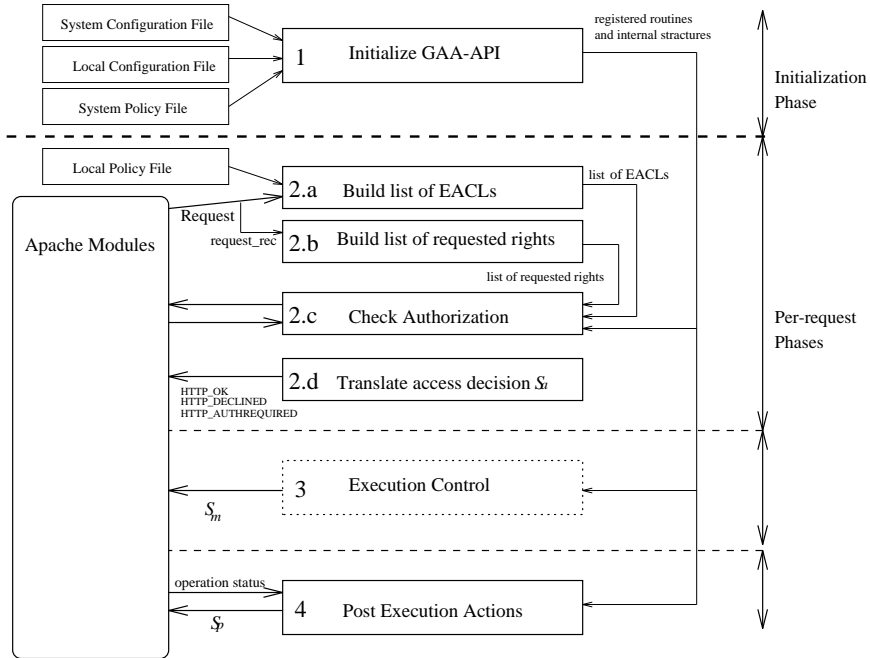 System Configuration File
Local Configuration File
System Policy File
1 Initialize GAA-API
registered routines
and internal stractures
Initialization
Phase
Local Policy File
2.a Build list of EACLs
list of EACLs
Request
Apache Modules
request_rec
2.b Build list of requested rights
list of requested rights
2.c Check Authorization
Per-request
Phases
2.d Translate access decision Sa
HTTP_OK
HTTP_DECLINED
HTTP_AUTHREQUIRED
3 Execution Control
Sm
operation status
4 Post Execution Actions
Sp